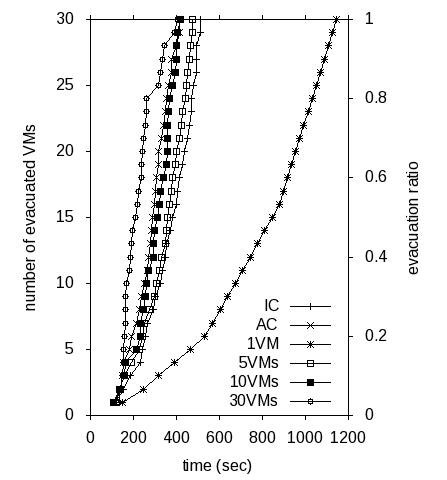 30
25
20
15
10
5
0
number of evacuated VMs
1
0.8
0.6
0.4
0.2
0
evacuation ratio
IC
AC
1VM
5VMs
10VMs
30VMs
0 200 400 600 800 1000 1200
time (sec)